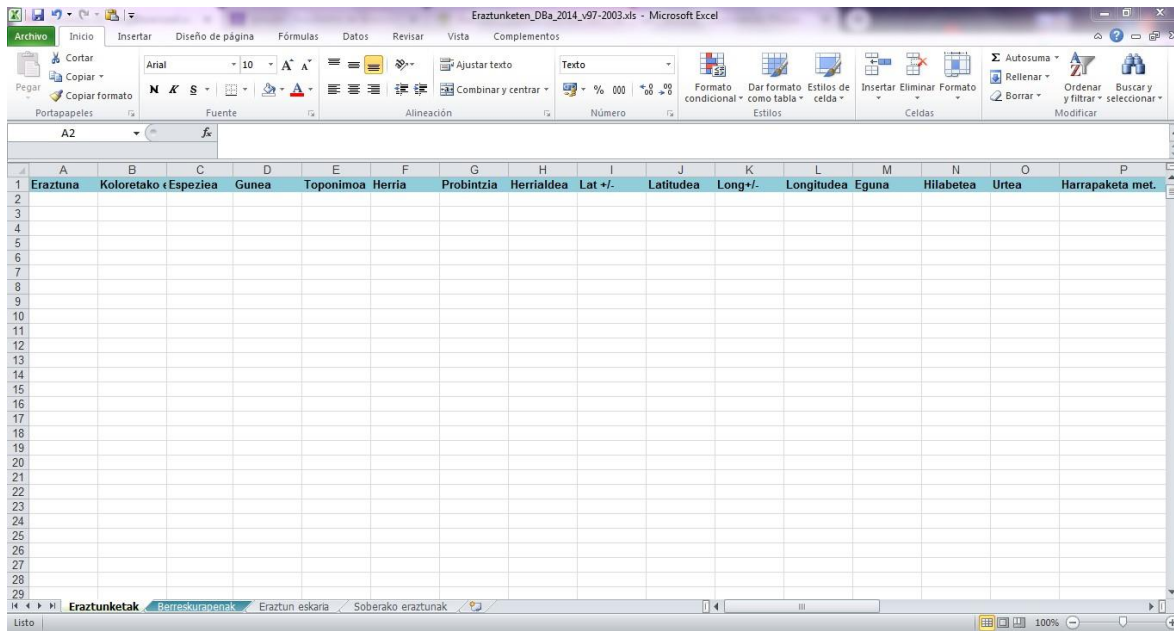 Eraztunketen_DBa_2014_v97-2003.xls - Microsoft Excel
Archivo Inicio Insertar Diseño de página Fórmulas Datos Revisar Vista Complementos
Pegar
Cortar
Copiar
Copiar formato
Portapapeles
Arial 10
N K S
Fuente
Ajustar texto
Combinar y centrar
Alineación
Texto
% 000
Número
Formato condicional
Dar formato como tabla
Estilos de celda
Estilos
Insertar Eliminar Formato
Celdas
Autosuma
Rellenar
Borrar
Ordenar y filtrar
Buscar y seleccionar
Modificar
A2 fx
A B C D E F G H I J K L M N O P
1 Eraztuna Koloretako e Espeziea Gunea Toponimoa Herria Probintzia Herrialdea Lat +/- Latitudea Long+/- Longitudea Eguna Hilabetea Urtea Harrapaketa met.
2
3
4
5
6
7
8
9
10
11
12
13
14
15
16
17
18
19
20
21
22
23
24
25
26
27
28
29
Eraztunketak Berreskurapenak Eraztun eskaria Soberako eraztunak
Listo 100%